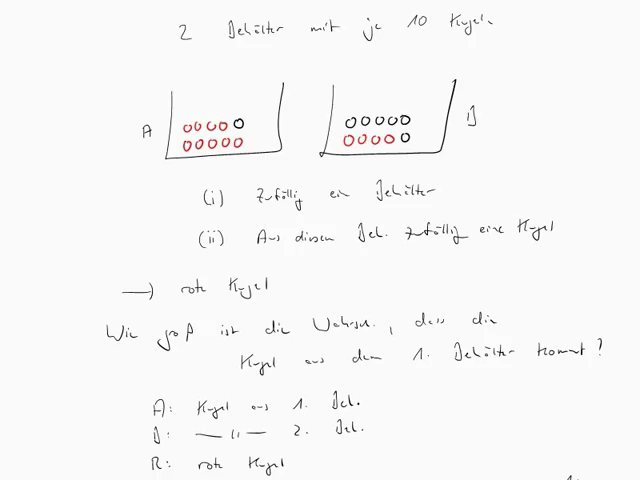 2 Behälter mit je 10 Kugeln
A
B
(i) Zufällig ein Behälter
(ii) Aus diesem Beh. zufällig eine Kugel
→ rote Kugel
Wie groß ist die Wahrsch., dass die
Kugel aus dem 1. Behälter kommt?
A: Kugel aus 1. Beh.
B: —— " —— 2. Beh.
R: rote Kugel